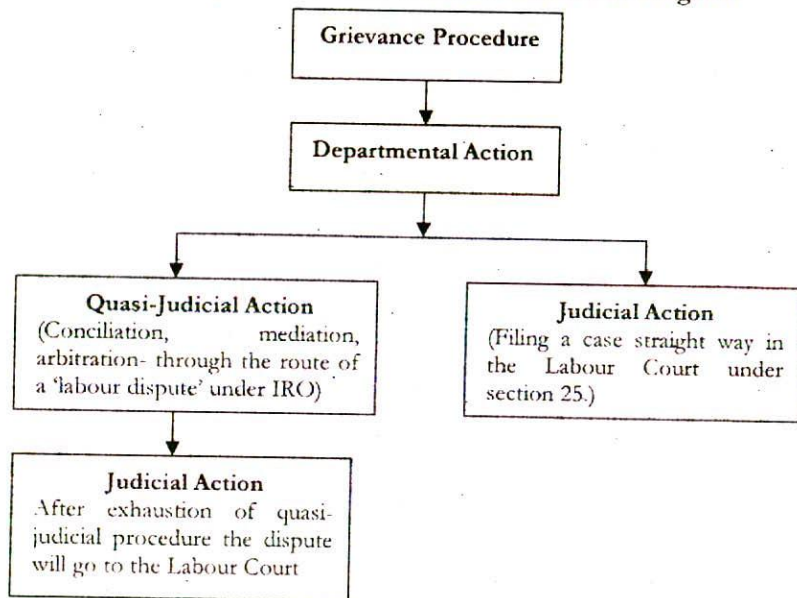 Grievance Procedure
Departmental Action
Quasi-Judicial Action
(Conciliation, mediation,
arbitration- through the route of
a 'labour dispute' under IRO)
Judicial Action
(Filing a case straight way in
the Labour Court under
section 25.)
Judicial Action
After exhaustion of quasi-
judicial procedure the dispute
will go to the Labour Court